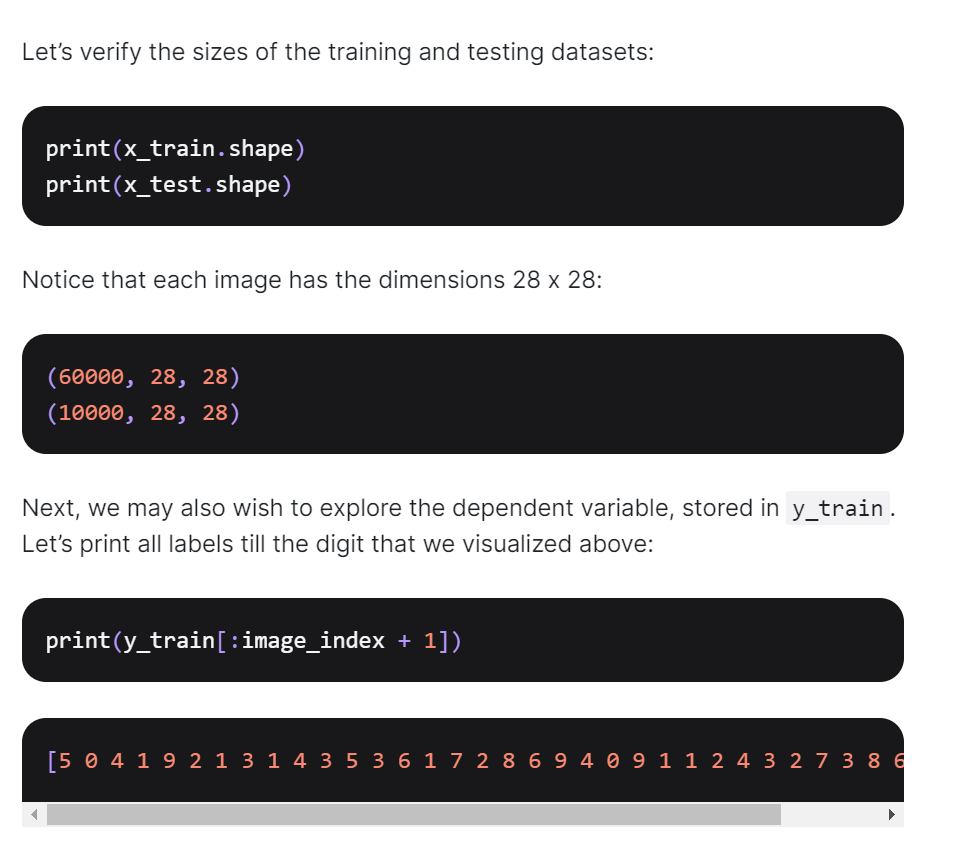 Let’s verify the sizes of the training and testing datasets:
print(x_train.shape)
print(x_test.shape)
Notice that each image has the dimensions 28 x 28:
(60000, 28, 28)
(10000, 28, 28)
Next, we may also wish to explore the dependent variable, stored in y_train.
Let’s print all labels till the digit that we visualized above:
print(y_train[:image_index + 1])
[5 0 4 1 9 2 1 3 1 4 3 5 3 6 1 7 2 8 6 9 4 0 9 1 1 2 4 3 2 7 3 8 6